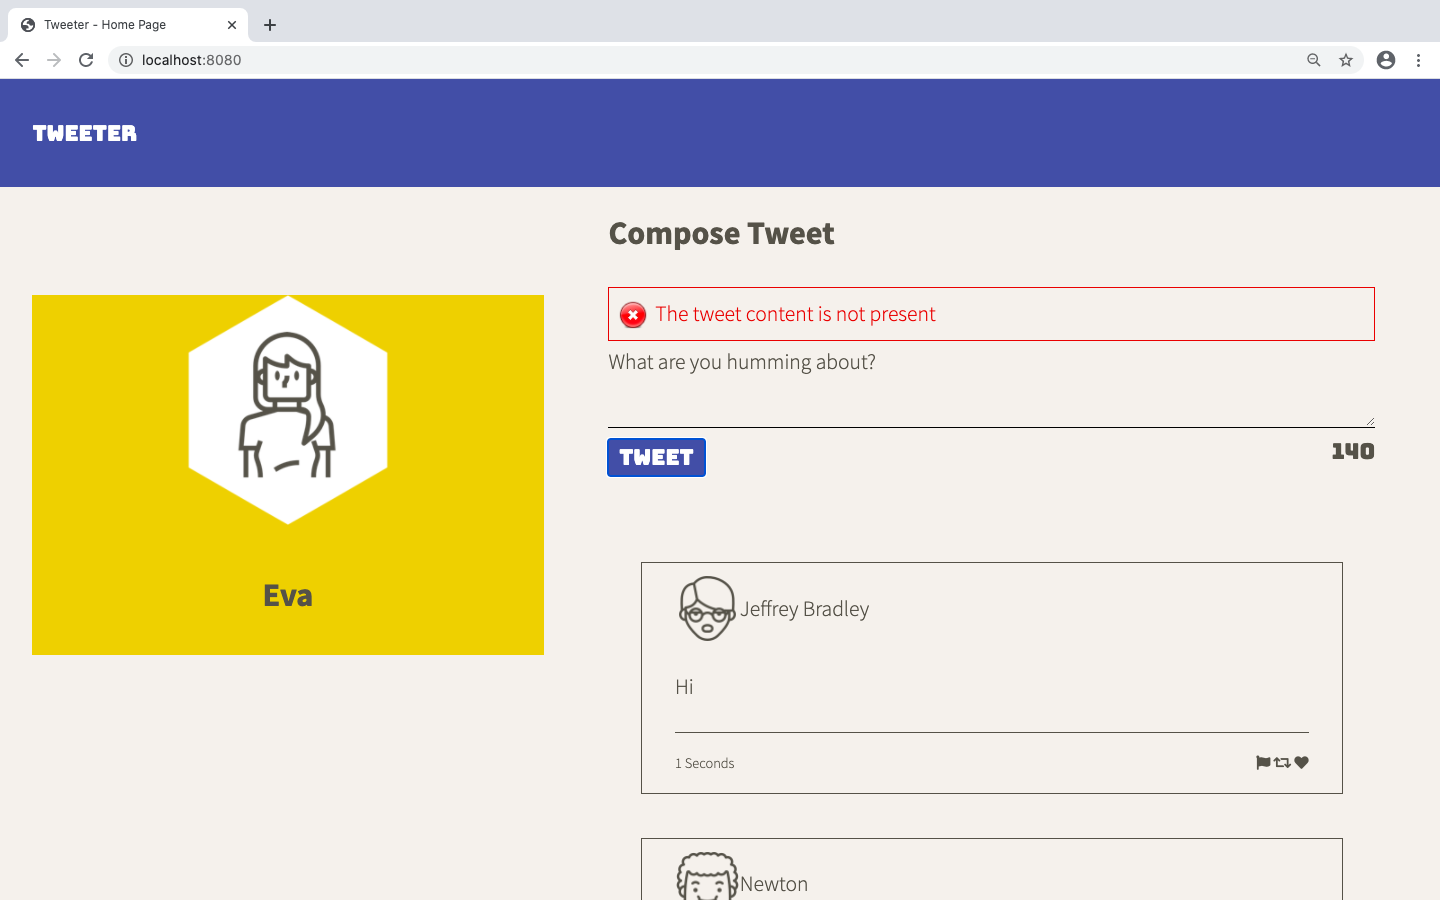 Tweeter - Home Page
localhost:8080
TWEETER
Compose Tweet
The tweet content is not present
What are you humming about?
TWEET
140
Eva
Jeffrey Bradley
Hi
1 Seconds
Newton